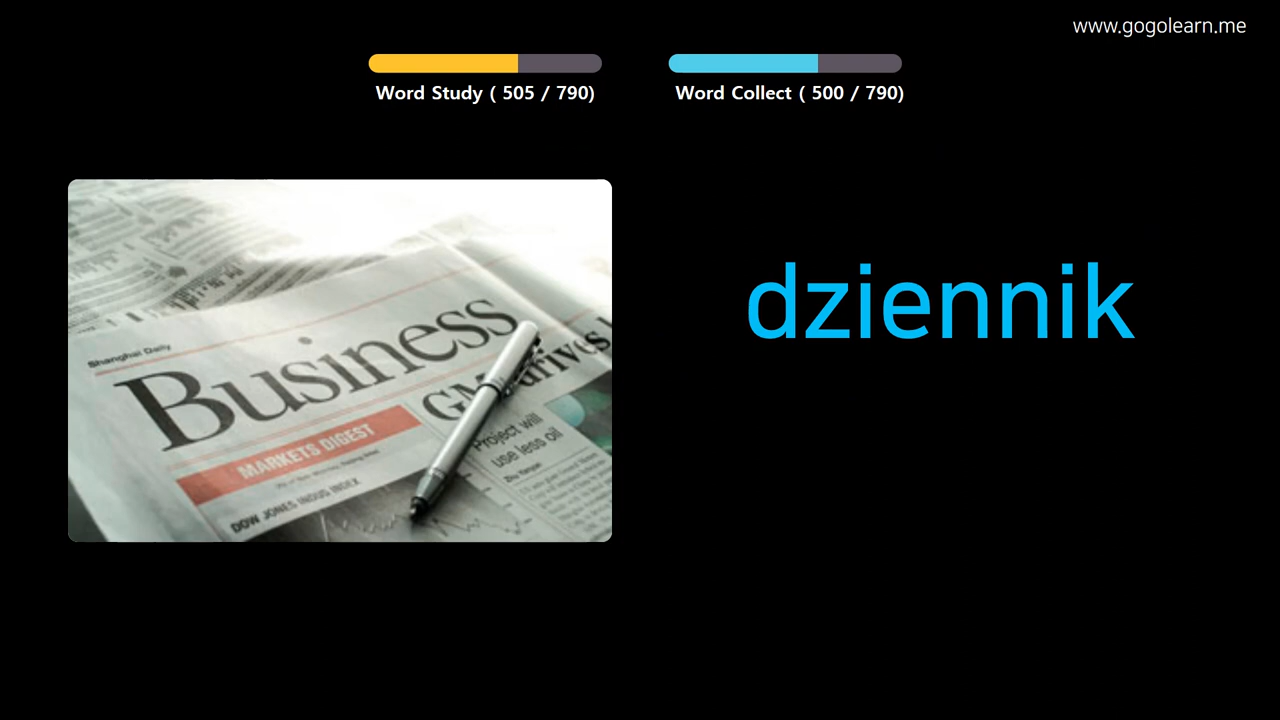 www.gogolearn.me
Word Study ( 505 / 790)
Word Collect ( 500 / 790)
Shanghai Daily
Business
GM drives
MARKETS DIGEST
Project will
use less oil
DOW JONES INDUS INDEX
dziennik